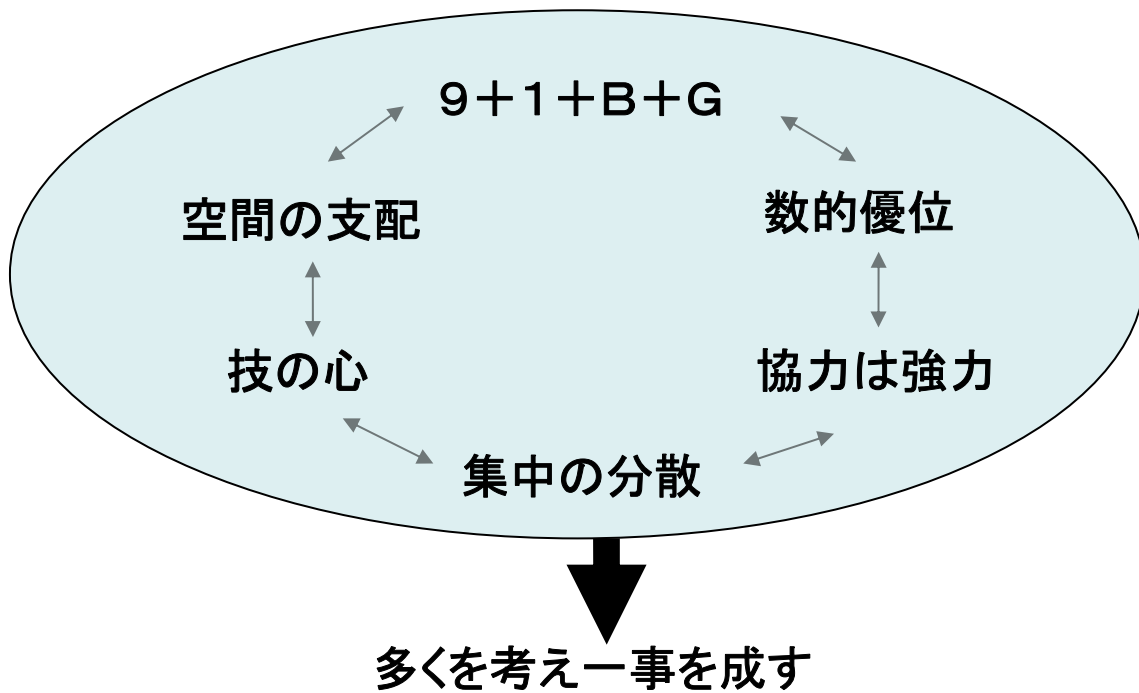 9+1+B+G
空間の支配
数的優位
技の心
協力は強力
集中の分散
多くを考え一事を成す